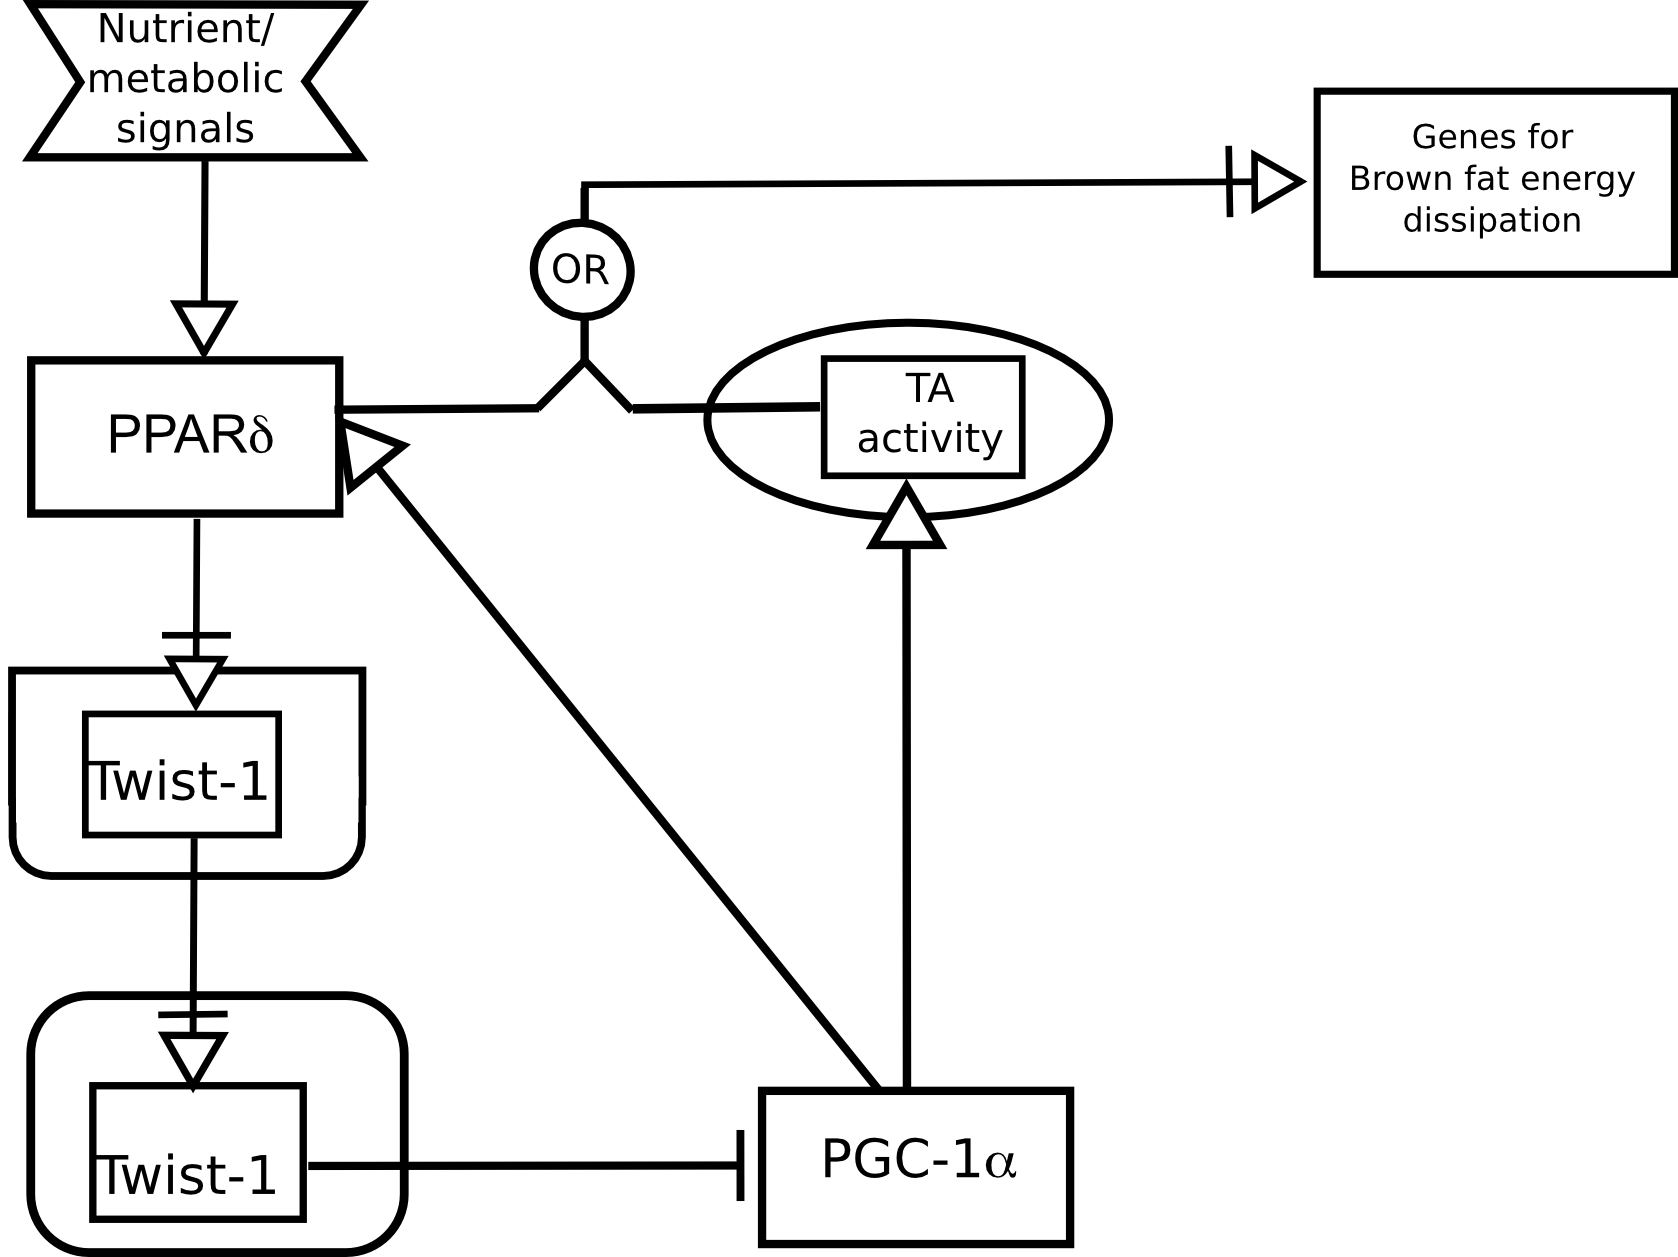 Nutrient/
metabolic
signals
Genes for
Brown fat energy
dissipation
OR
TA
activity
PPARδ
Twist-1
Twist-1
PGC-1α